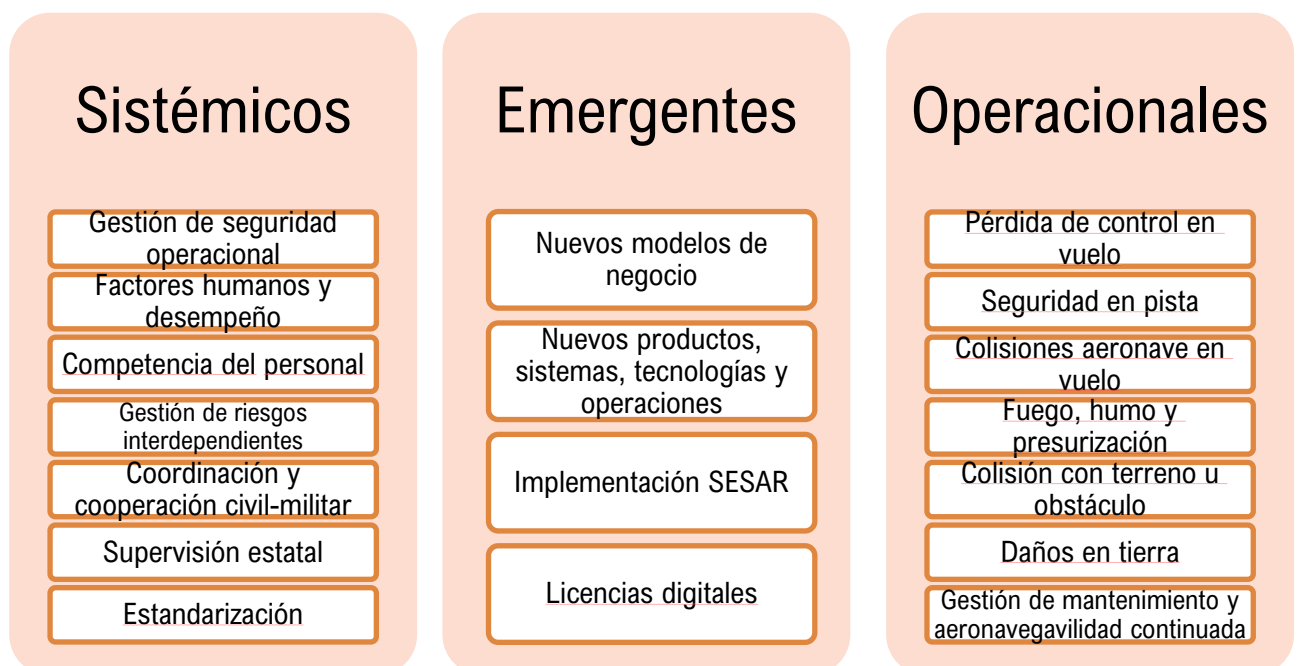 Sistémicos
Gestión de seguridad
operacional
Factores humanos y
desempeño
Competencia del personal
Gestión de riesgos
interdependientes
Coordinación y
cooperación civil-militar
Supervisión estatal
Estandarización
Emergentes
Nuevos modelos de
negocio
Nuevos productos,
sistemas, tecnologías y
operaciones
Implementación SESAR
Licencias digitales
Operacionales
Pérdida de control en
vuelo
Seguridad en pista
Colisiones aeronave en
vuelo
Fuego, humo y
presurización
Colisión con terreno u
obstáculo
Daños en tierra
Gestión de mantenimiento y
aeronavegavilidad continuada